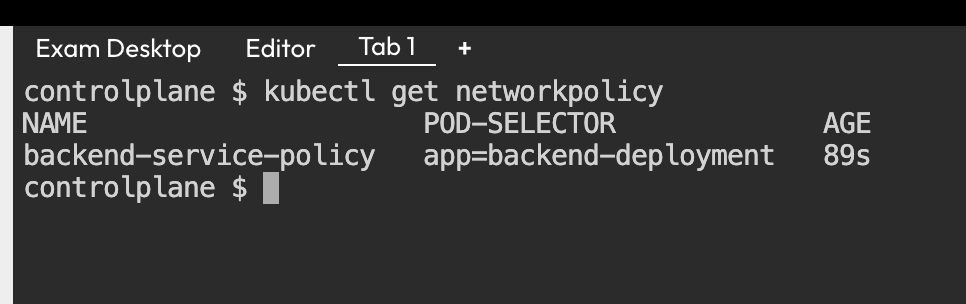 Exam Desktop Editor Tab 1 +
controlplane $ kubectl get networkpolicy
NAME POD-SELECTOR AGE
backend-service-policy app=backend-deployment 89s
controlplane $